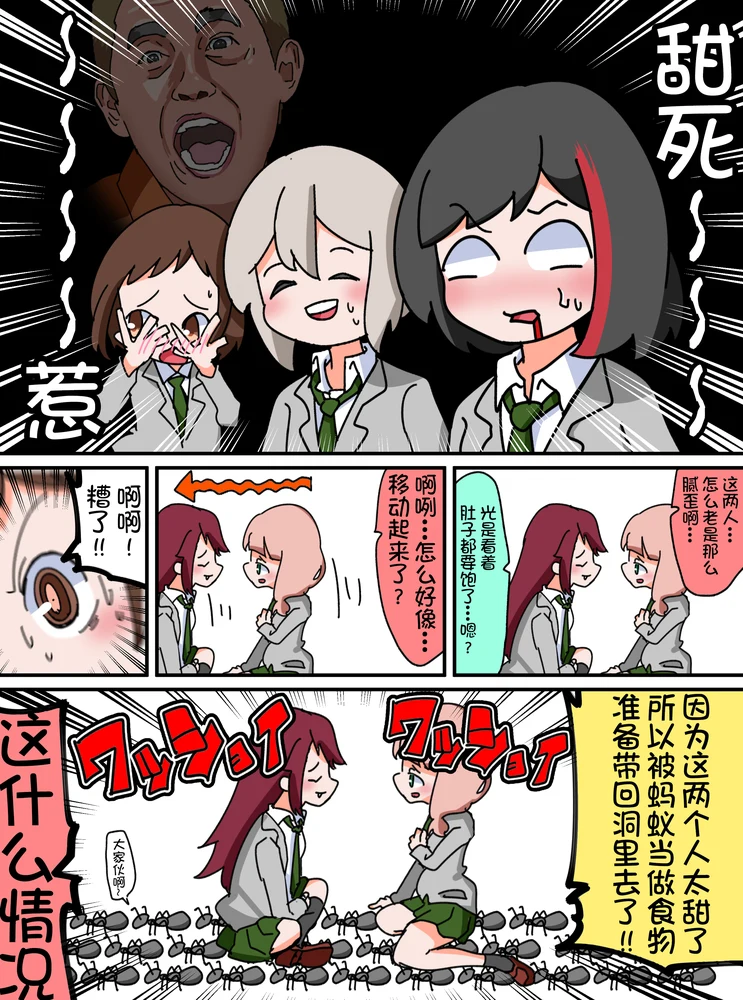 甜死~~~~
~~~~~惹
这两人…
怎么老是那么
腻歪啊…
光是看着
肚子都要饱了…嗯？
啊咧…怎么好像…
移动起来了？
啊啊！
糟了!!
因为这两个人太甜了
所以被蚂蚁当做食物
准备带回洞里去了!!
ワッショイ
ワッショイ
大家伙啊？
这什么情况